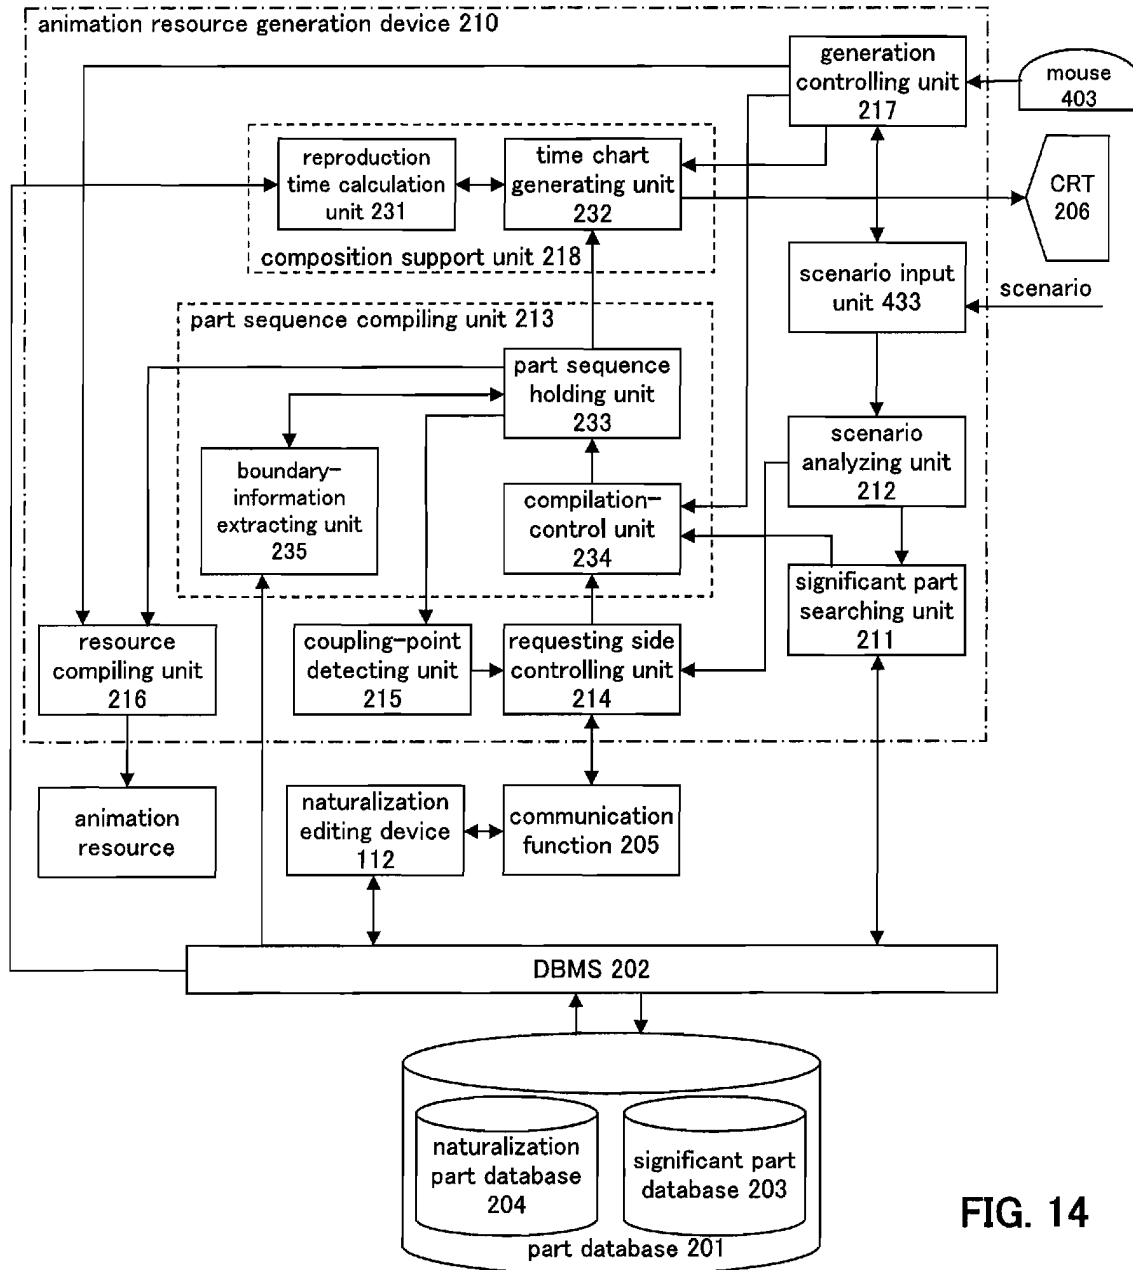 animation resource generation device 210
generation
controlling unit
217
mouse
403
reproduction
time calculation
unit 231
time chart
generating unit
232
CRT
206
composition support unit 218
scenario input
unit 433
scenario
part sequence compiling unit 213
part sequence
holding unit
233
scenario
analyzing unit
212
boundary-
information
extracting unit
235
compilation-
control unit
234
significant part
searching unit
211
resource
compiling unit
216
coupling-point
detecting unit
215
requesting side
controlling unit
214
animation
resource
naturalization
editing device
112
communication
function 205
DBMS 202
naturalization
part database
204
significant part
database 203
part database 201
FIG. 14